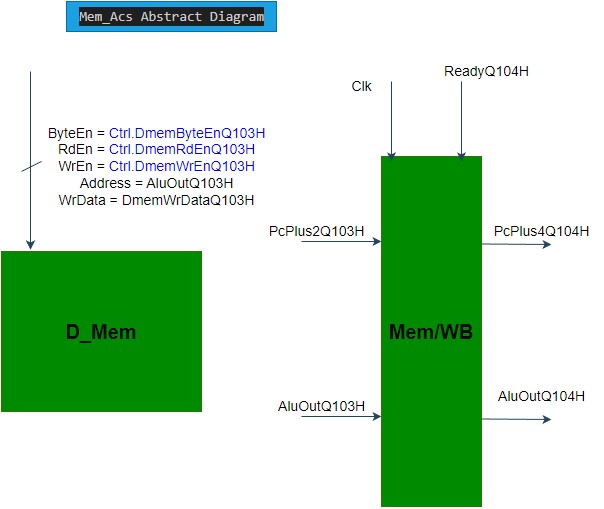 Mem_Acs Abstract Diagram
ReadyQ104H
Clk
ByteEn = Ctrl.DmemByteEnQ103H
RdEn = Ctrl.DmemRdEnQ103H
WrEn = Ctrl.DmemWrEnQ103H
Address = AluOutQ103H
WrData = DmemWrDataQ103H
PcPlus2Q103H
PcPlus4Q104H
D_Mem
Mem/WB
AluOutQ103H
AluOutQ104H